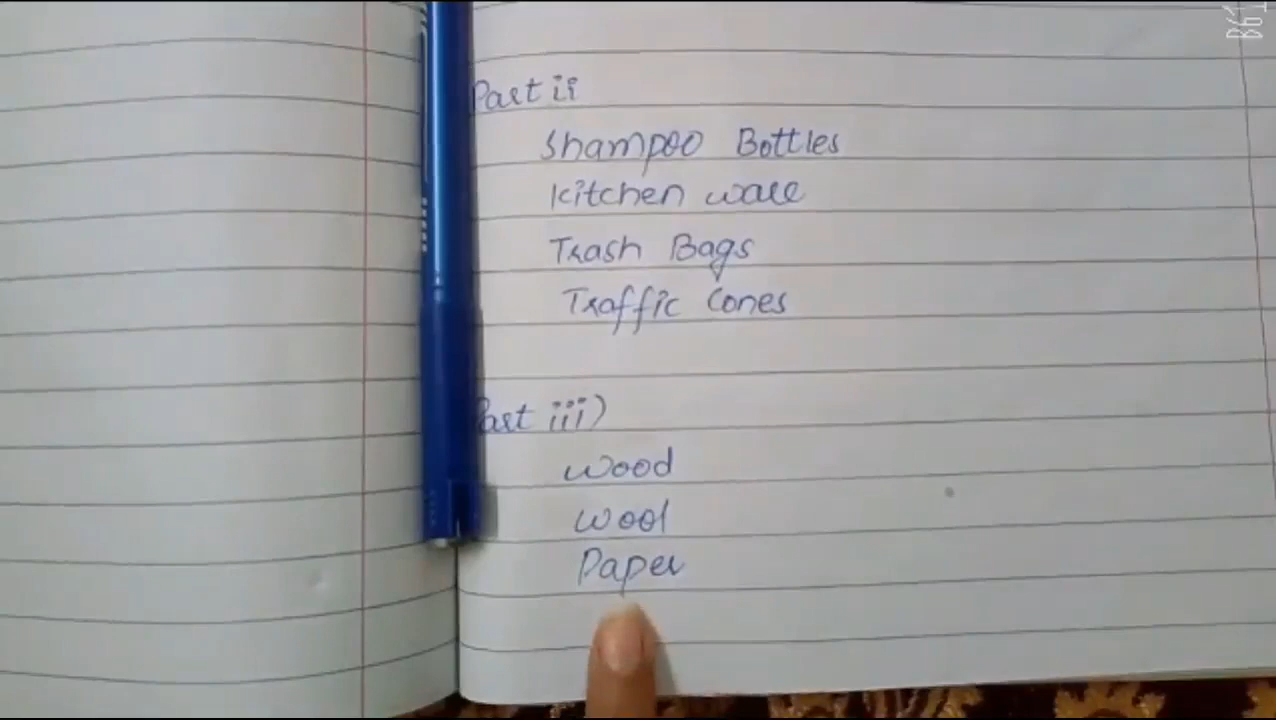 Part ii
Shampoo Bottles
kitchen ware
Trash Bags
Traffic Cones
Part iii)
wood
wool
Paper